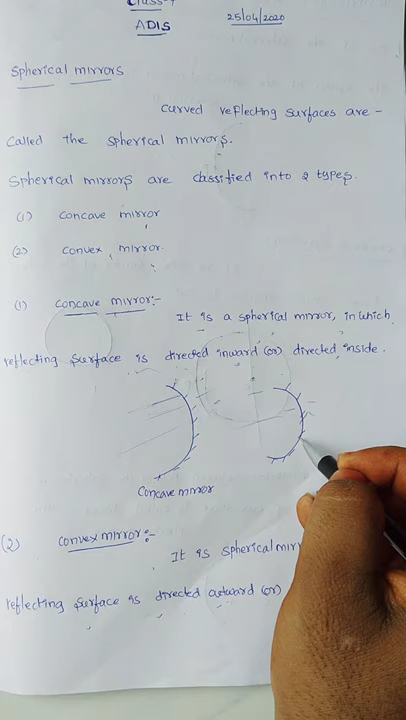 Class-7
ADIS
25/04/2020
Spherical mirrors
Curved reflecting surfaces are -
called the spherical mirrors.
Spherical mirrors are classified into 2 types.
(1) concave mirror
(2) convex mirror.
(1) concave mirror:-
It is a spherical mirror, in which
reflecting surface is directed inward (or) directed inside.
Concave mirror
(2) convex mirror:-
It is spherical mirr
reflecting surface is directed (or)